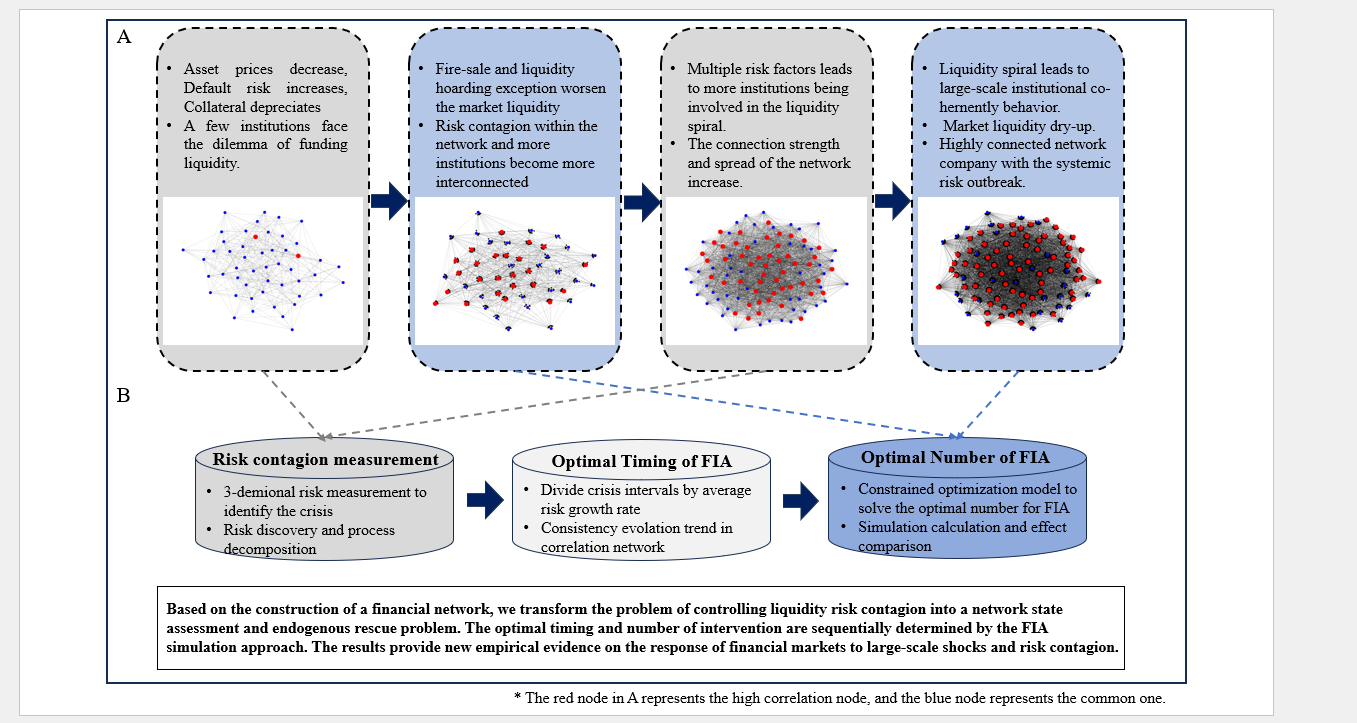 A
• Asset prices decrease,
Default risk increases,
Collateral depreciates
• A few institutions face
the dilemma of funding
liquidity.
• Fire-sale and liquidity
hoarding exception worsen
the market liquidity
• Risk contagion within the
network and more
institutions become more
interconnected
• Multiple risk factors leads
to more institutions being
involved in the liquidity
spiral.
• The connection strength
and spread of the network
increase.
• Liquidity spiral leads to
large-scale institutional co-
hernently behavior.
• Market liquidity dry-up.
• Highly connected network
company with the systemic
risk outbreak.
B
Risk contagion measurement
• 3-demional risk measurement to
identify the crisis
• Risk discovery and process
decomposition
Optimal Timing of FIA
• Divide crisis intervals by average
risk growth rate
• Consistency evolation trend in
correlation network
Optimal Number of FIA
• Constrained optimization model to
solve the optimal number for FIA
• Simulation calculation and effect
comparison
Based on the construction of a financial network, we transform the problem of controlling liquidity risk contagion into a network state
assessment and endogenous rescue problem. The optimal timing and number of intervention are sequentially determined by the FIA
simulation approach. The results provide new empirical evidence on the response of financial markets to large-scale shocks and risk contagion.
* The red node in A represents the high correlation node, and the blue node represents the common one.